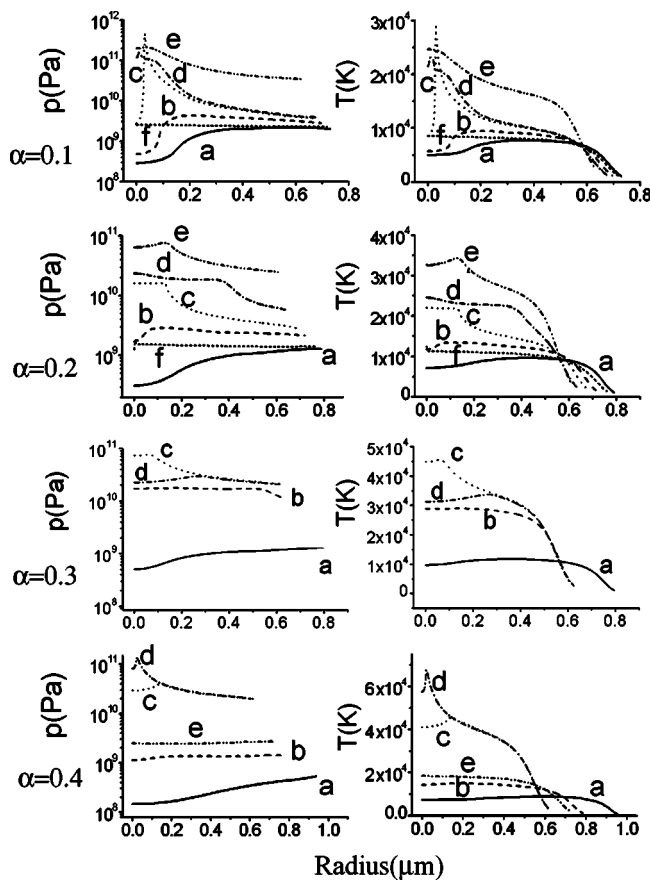 p(Pa)
10¹²
10¹¹
10¹⁰
10⁹
10⁸
c
e
d
b
f
a
0.0 0.2 0.4 0.6 0.8
α=0.1
T(K)
3x10⁴
2x10⁴
1x10⁴
0
c
e
d
b
f
a
0.0 0.2 0.4 0.6 0.8
p(Pa)
10¹¹
10¹⁰
10⁹
e
d
c
b
f
a
0.0 0.2 0.4 0.6 0.8 1.0
α=0.2
T(K)
4x10⁴
3x10⁴
2x10⁴
1x10⁴
0
e
d
c
b
f
a
0.0 0.2 0.4 0.6 0.8 1.0
p(Pa)
10¹¹
10¹⁰
10⁹
10⁸
c
d
b
a
0.0 0.2 0.4 0.6 0.8
α=0.3
T(K)
5x10⁴
4x10⁴
3x10⁴
2x10⁴
1x10⁴
0
c
d
b
a
0.0 0.2 0.4 0.6 0.8
p(Pa)
10¹¹
10¹⁰
10⁹
10⁸
d
c
e
b
a
0.0 0.2 0.4 0.6 0.8 1.0
α=0.4
T(K)
6x10⁴
4x10⁴
2x10⁴
0
d
c
e
b
a
0.0 0.2 0.4 0.6 0.8 1.0
Radius(μm)